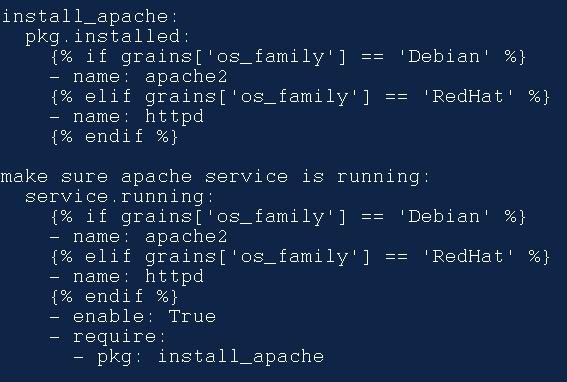 install_apache:
  pkg.installed:
    {% if grains['os_family'] == 'Debian' %}
    - name: apache2
    {% elif grains['os_family'] == 'RedHat' %}
    - name: httpd
    {% endif %}

make sure apache service is running:
  service.running:
    {% if grains['os_family'] == 'Debian' %}
    - name: apache2
    {% elif grains['os_family'] == 'RedHat' %}
    - name: httpd
    {% endif %}
    - enable: True
    - require:
      - pkg: install_apache